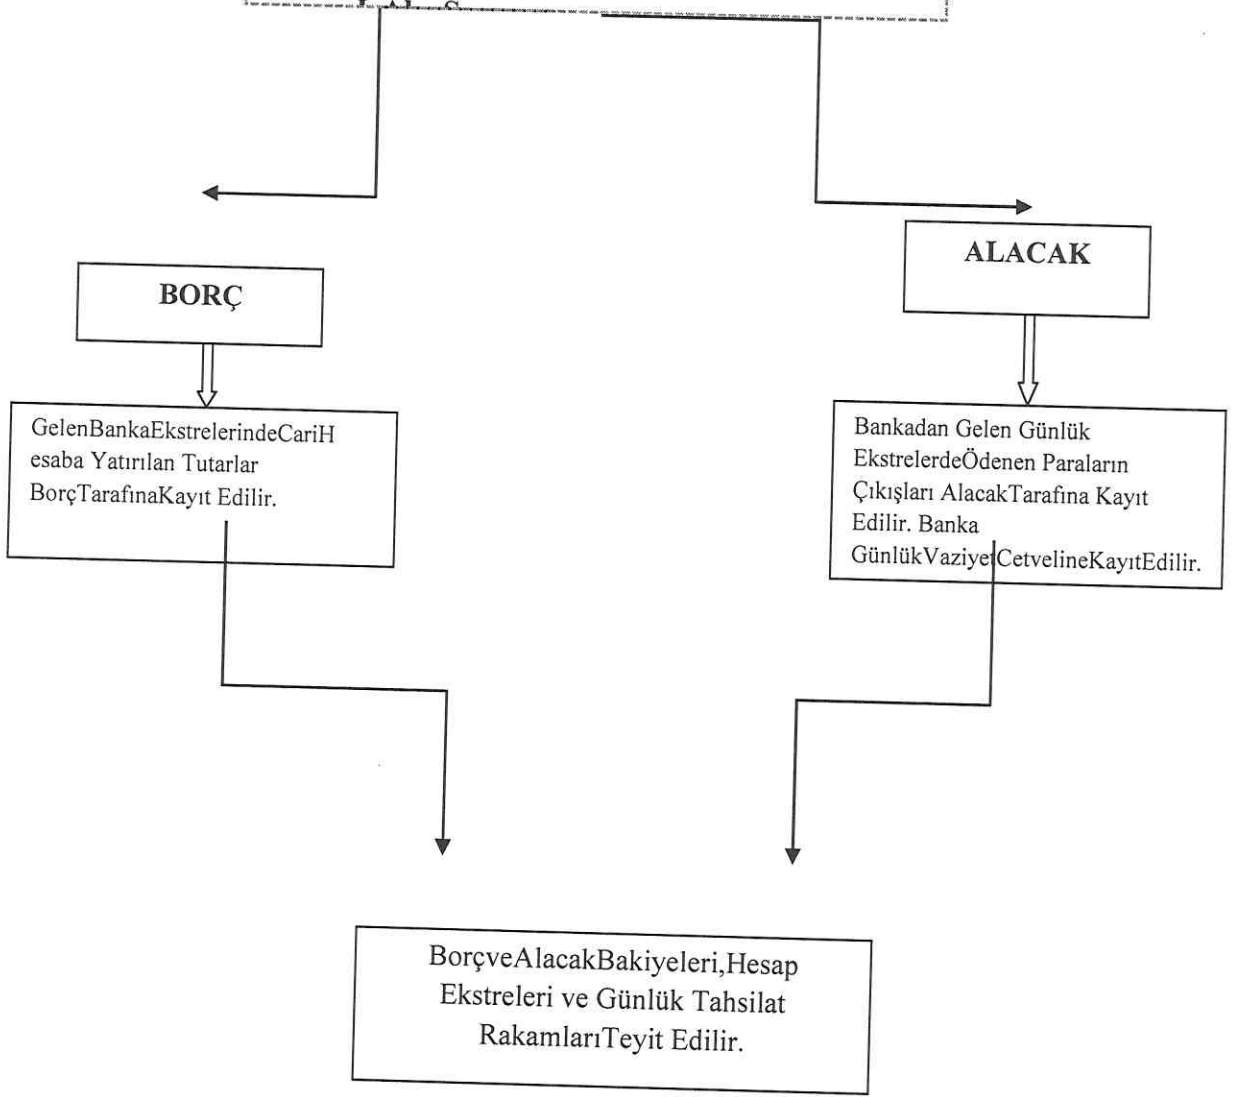 BORÇ
ALACAK
GelenBankaEkstrelerindeCariH
esaba Yatırılan Tutarlar
BorçTarafınaKayıt Edilir.
Bankadan Gelen Günlük
EkstrelerdeÖdenen Paraların
Çıkışları AlacakTarafına Kayıt
Edilir. Banka
GünlükVaziyetCetvelineKayıtEdilir.
BorçveAlacakBakiyeleri,Hesap
Ekstreleri ve Günlük Tahsilat
RakamlarıTeyit Edilir.